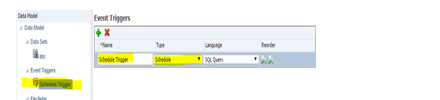 Data Model
Event Triggers
Data Model
*Name Type Language Reorder
Data Sets
Schedule Trigger Schedule SQL Query
Event Triggers
Schedule Trigger
Flexfields